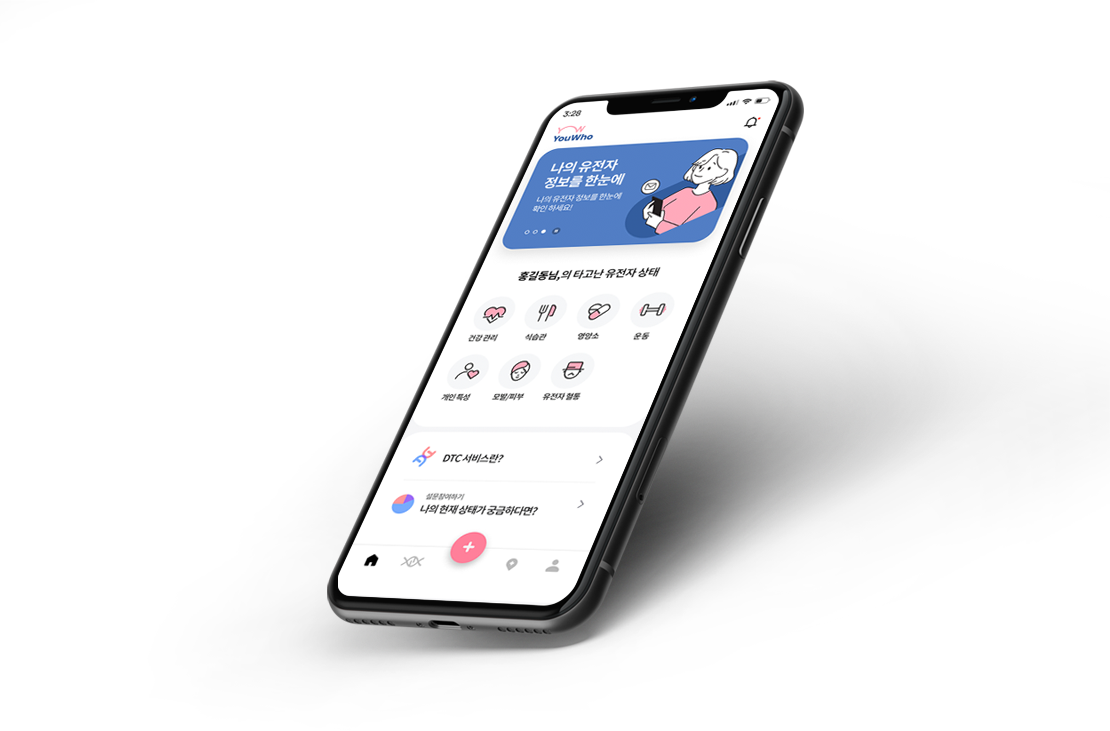 3:28
YW
YouWho
나의 유전자
정보를 한눈에
나의 유전자 정보를 한눈에
확인 하세요!
홍길동님,의 타고난 유전자 상태
건강 관리
식습관
영양소
운동
개인 특성
모발/피부
유전자 혈통
DTC 서비스란?
설문참여하기
나의 현재 상태가 궁금하다면?